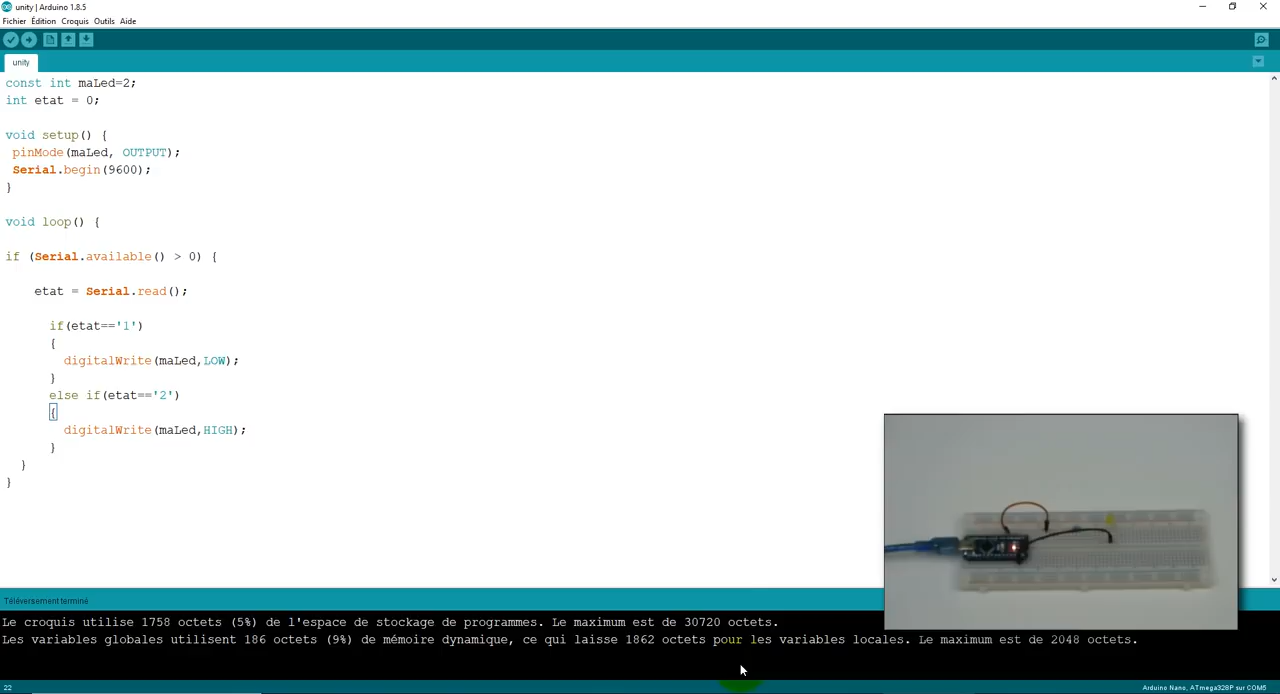 unity | Arduino 1.8.5
Fichier Édition Croquis Outils Aide
unity
const int maLed=2;
int etat = 0;
void setup() {
pinMode(maLed, OUTPUT);
Serial.begin(9600);
}
void loop() {
if (Serial.available() > 0) {
etat = Serial.read();
if(etat=='1')
{
digitalWrite(maLed,LOW);
}
else if(etat=='2')
{
digitalWrite(maLed,HIGH);
}
}
}
Téléversement terminé
Le croquis utilise 1758 octets (5%) de l'espace de stockage de programmes. Le maximum est de 30720 octets.
Les variables globales utilisent 186 octets (9%) de mémoire dynamique, ce qui laisse 1862 octets pour les variables locales. Le maximum est de 2048 octets.
22
Arduino Nano, ATmega328P sur COM5